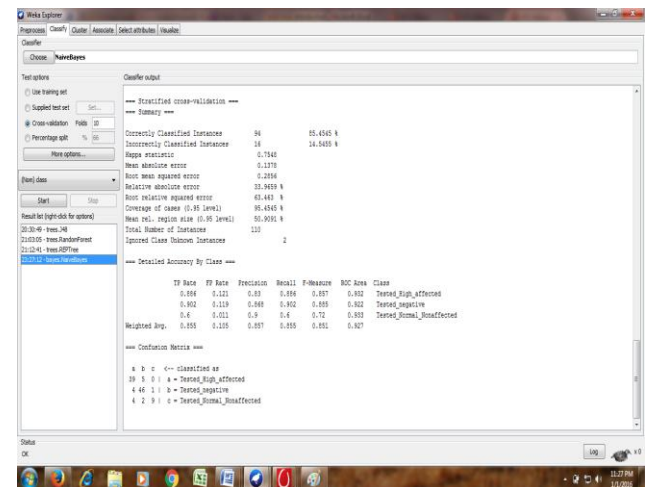 Weka Explorer
Preprocess Classify Cluster Associate Select attributes Visualize
Classifier
Choose NaiveBayes
Test options
Use training set
Supplied test set Set...
Cross-validation Folds 10
Percentage split % 66
More options...
(Nom) class
Start Stop
Result list (right-click for options)
20:30:49 - trees.J48
21:03:05 - trees.RandomForest
21:12:41 - trees.REPTree
23:27:12 - bayes.NaiveBayes
Classifier output
=== Stratified cross-validation ===
=== Summary ===
Correctly Classified Instances 94 85.4545 %
Incorrectly Classified Instances 16 14.5455 %
Kappa statistic 0.7548
Mean absolute error 0.1378
Root mean squared error 0.2856
Relative absolute error 33.9659 %
Root relative squared error 63.443 %
Coverage of cases (0.95 level) 95.4545 %
Mean rel. region size (0.95 level) 50.9091 %
Total Number of Instances 110
Ignored Class Unknown Instances 2
=== Detailed Accuracy By Class ===
TP Rate FP Rate Precision Recall F-Measure ROC Area Class
0.886 0.121 0.83 0.886 0.857 0.932 Tested_High_affected
0.902 0.119 0.868 0.902 0.885 0.922 Tested_negative
0.6 0.011 0.9 0.6 0.72 0.933 Tested_Normal_Nonaffected
Weighted Avg. 0.855 0.105 0.857 0.855 0.851 0.927
=== Confusion Matrix ===
a b c <-- classified as
39 5 0 | a = Tested_High_affected
4 46 1 | b = Tested_negative
4 2 9 | c = Tested_Normal_Nonaffected
Status
OK
Log x 0
11:27 PM
1/1/2016